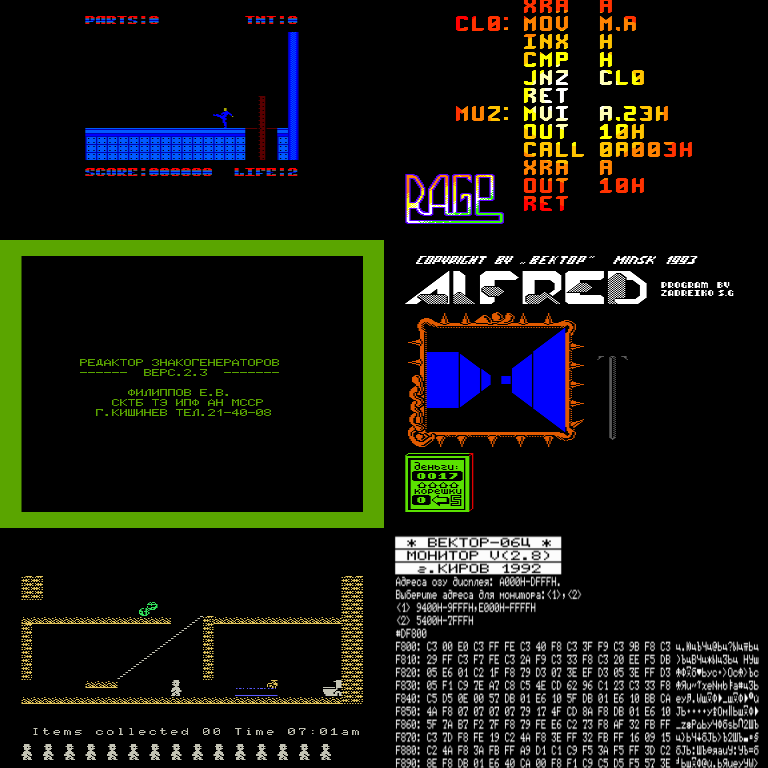 PARTS:0 TNT:0
SCORE:000000 LIFE:2
XRA A
CL0: MOV M.A
INX H
CMP H
JNZ CL0
RET
MUZ: MVI A.23H
OUT 10H
CALL 0A003H
XRA A
OUT 10H
RET
RAGE
РЕДАКТОР ЗНАКОГЕНЕРАТОРОВ
------ ВЕРС.2.3 -------
ФИЛИППОВ Е.В.
СКТБ ТЭ ИПФ АН МССР
Г.КИШИНЕВ ТЕЛ.21-40-08
COPYRIGHT BY „ВЕКТОР" MINSK 1993
ALFRED
PROGRAM BY
ZADREIKO S.G
деньги:
0017
корешки
0
Items collected 00 Time 07:01am
* ВЕКТОР-06Ц *
МОНИТОР V(2.8)
г.КИРОВ 1992
Адреса озу дисплея: A000H-DFFFH.
Выберите адреса для монитора:<1>,<2>
<1> 9400H-9FFFH,E000H-FFFFH
<2> 5400H-7FFFH
#DF800
F800: C3 00 E0 C3 FF FE C3 40 F8 C3 3F F9 C3 9B F8 C3
F810: 29 FF C3 F7 FE C3 2A F9 C3 33 F8 C3 20 EE F5 DB
F820: 05 E6 01 C2 1F F8 79 D3 07 3E EF D3 05 3E FF D3
F830: 05 F1 C9 7E A7 C8 C5 4E CD 62 96 C1 23 C3 33 F8
F840: C5 D5 0E 00 57 DB 01 E6 10 5F DB 01 E6 10 BB CA
F850: 4A F8 07 07 07 07 79 17 4F CD 8A F8 DB 01 E6 10
F860: 5F 7A B7 F2 7F F8 79 FE E6 C2 73 F8 AF 32 FB FF
F870: C3 7D F8 FE 19 C2 4A F8 3E FF 32 FB FF 16 09 15
F880: C2 4A F8 3A FB FF A9 D1 C1 C9 F5 3A F5 FF 3D C2
F890: 8E F8 DB 01 E6 40 CA 00 F8 F1 C9 C5 D5 F5 57 3E